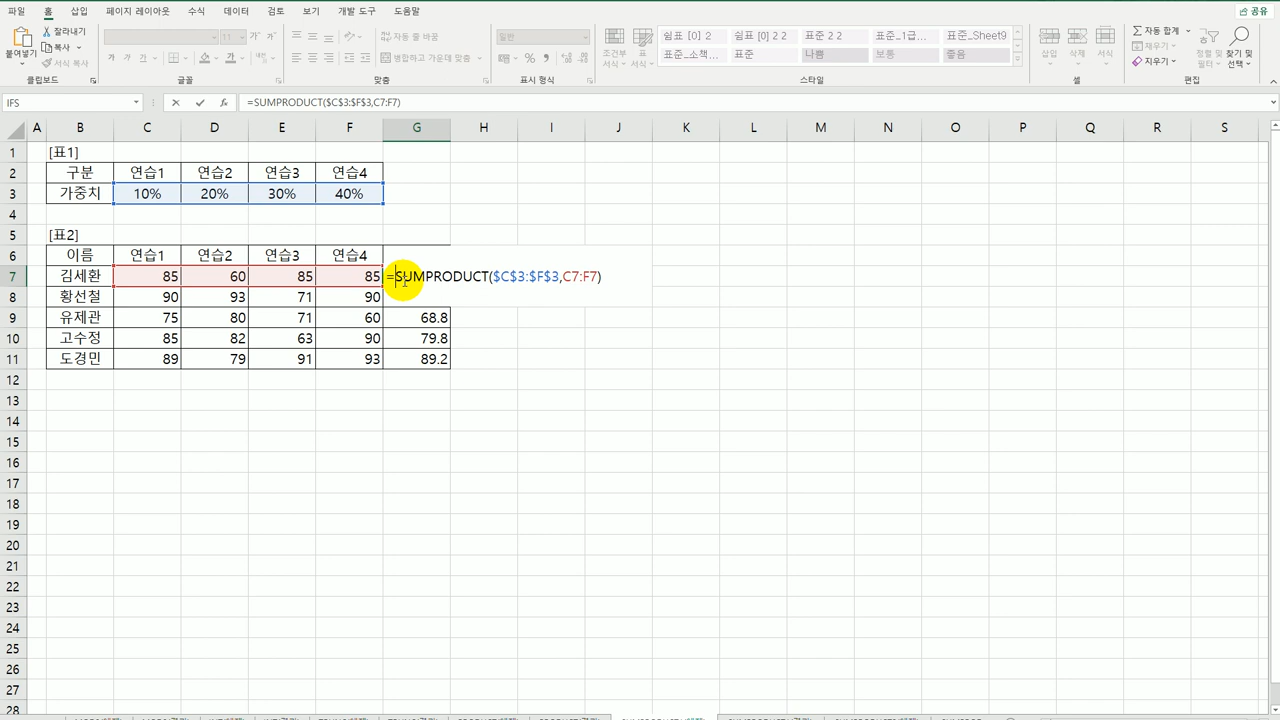 파일 홈 삽입 페이지 레이아웃 수식 데이터 검토 보기 개발 도구 도움말 공유
잘라내기 11 자동 줄 바꿈 일반 쉼표 [0] 2 쉼표 [0] 2 2 표준 2 2 표준_1급... 표준_Sheet9 자동 합계
붙여넣기 복사 채우기
서식 복사 가 가 가 병합하고 가운데 맞춤 % 조건부 서식 표 서식 표준_소책... 표준 나쁨 보통 좋음 삽입 삭제 서식 지우기 정렬 및 필터 찾기 및 선택
클립보드 글꼴 맞춤 표시 형식 스타일 셀 편집
IFS fx =SUMPRODUCT($C$3:$F$3,C7:F7)
A B C D E F G H I J K L M N O P Q R S
1 [표1]
2 구분 연습1 연습2 연습3 연습4
3 가중치 10% 20% 30% 40%
4
5 [표2]
6 이름 연습1 연습2 연습3 연습4
7 김세환 85 60 85 85 =SUMPRODUCT($C$3:$F$3,C7:F7)
8 황선철 90 93 71 90
9 유제관 75 80 71 60 68.8
10 고수정 85 82 63 90 79.8
11 도경민 89 79 91 93 89.2
12
13
14
15
16
17
18
19
20
21
22
23
24
25
26
27
28